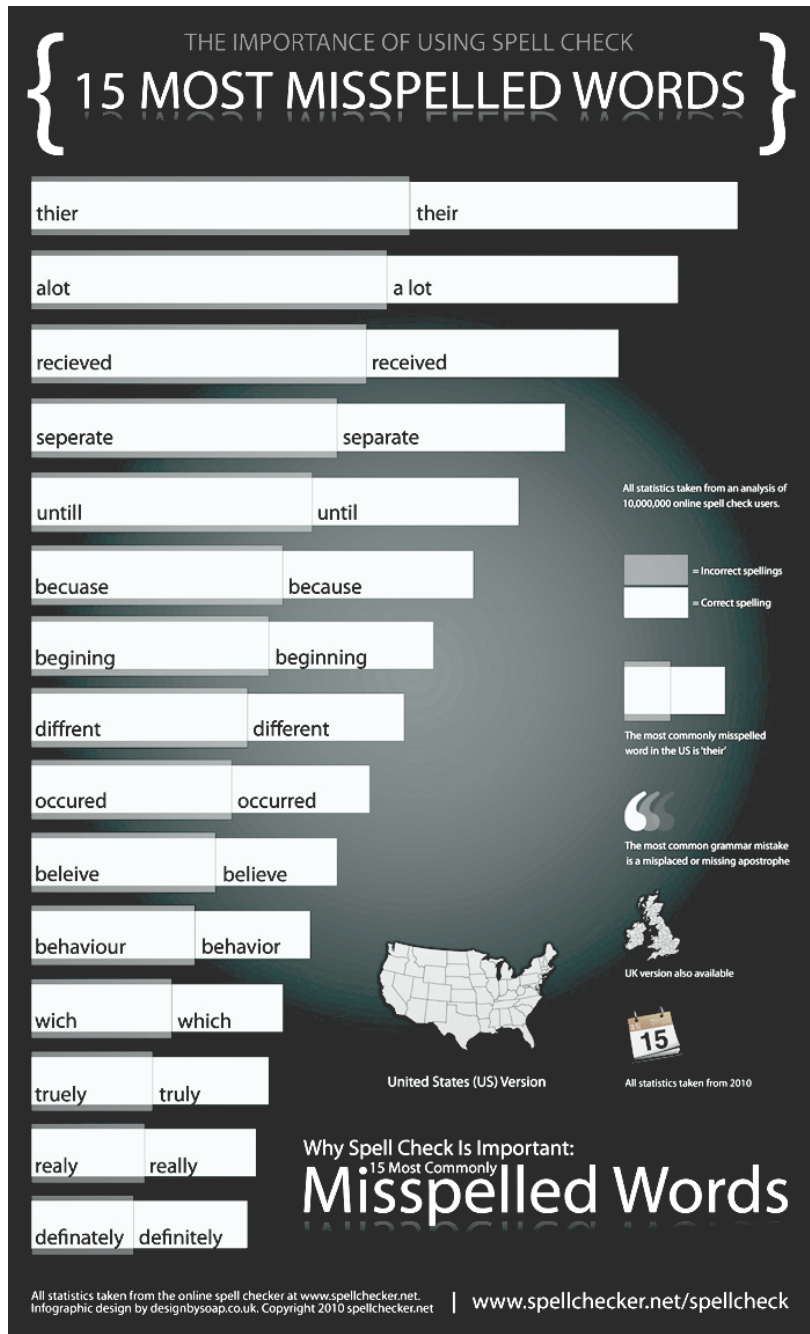 THE IMPORTANCE OF USING SPELL CHECK
{ 15 MOST MISSPELLED WORDS }
thier their
alot a lot
recieved received
seperate separate
untill until
All statistics taken from an analysis of
10,000,000 online spell check users.
becuase because
= Incorrect spellings
= Correct spelling
begining beginning
diffrent different
The most commonly misspelled
word in the US is 'their'
occured occurred
beleive believe
The most common grammar mistake
is a misplaced or missing apostrophe
behaviour behavior
UK version also available
wich which
15
truely truly
United States (US) Version
All statistics taken from 2010
realy really
definately definitely
Why Spell Check Is Important:
15 Most Commonly
Misspelled Words
All statistics taken from the online spell checker at www.spellchecker.net.
Infographic design by designbysoap.co.uk. Copyright 2010 spellchecker.net
| www.spellchecker.net/spellcheck